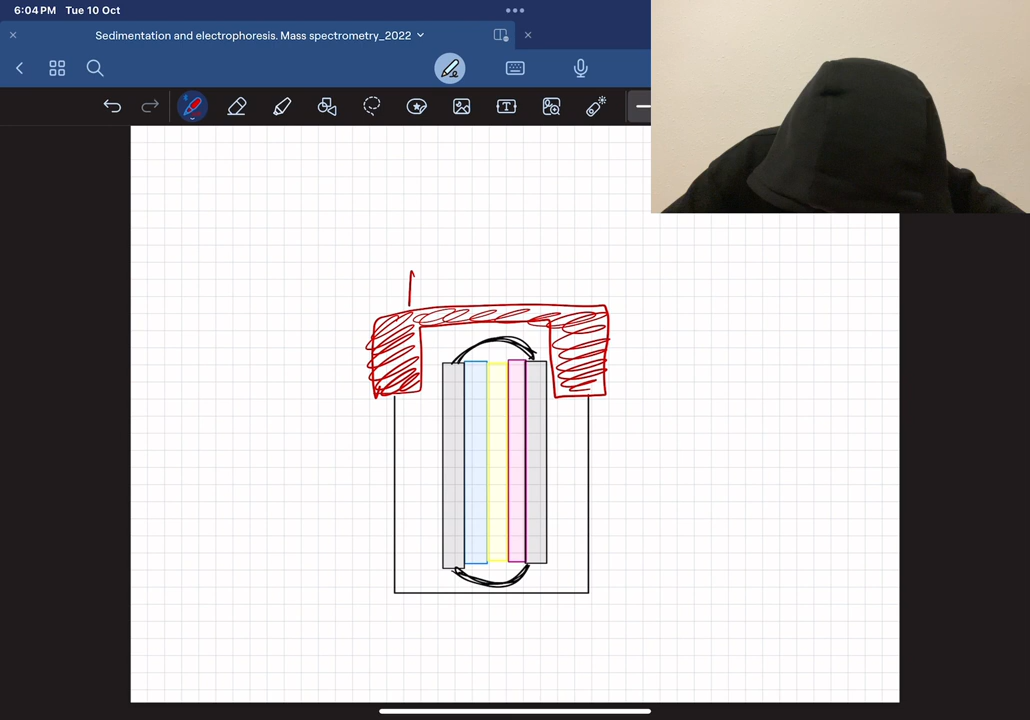 6:04 PM Tue 10 Oct
Sedimentation and electrophoresis. Mass spectrometry_2022